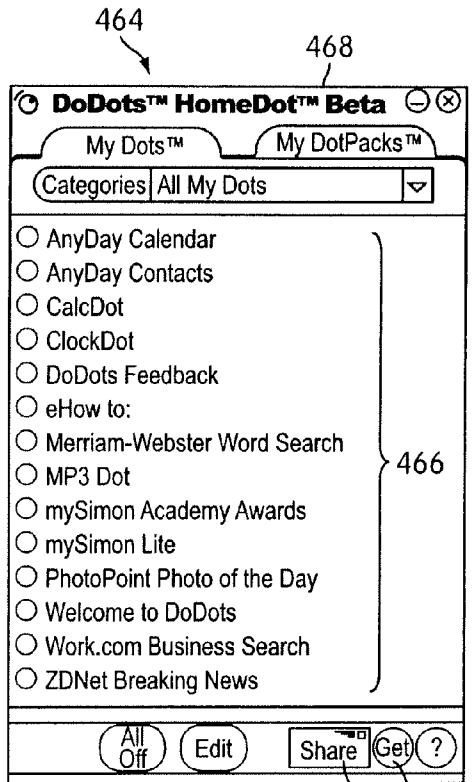 464
468
DoDots™ HomeDot™ Beta
My Dots™ My DotPacks™
Categories All My Dots
AnyDay Calendar
AnyDay Contacts
CalcDot
ClockDot
DoDots Feedback
eHow to:
Merriam-Webster Word Search
MP3 Dot
466
mySimon Academy Awards
mySimon Lite
PhotoPoint Photo of the Day
Welcome to DoDots
Work.com Business Search
ZDNet Breaking News
All Off Edit Share Get ?